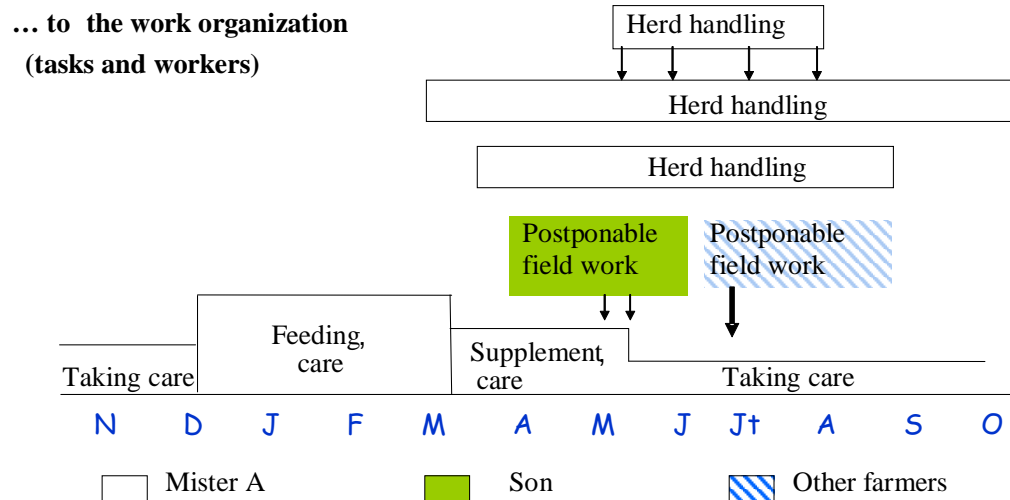 ... to the work organization
(tasks and workers)
Herd handling
Herd handling
Herd handling
Postponable
field work
Postponable
field work
Feeding,
care
Supplement,
care
Taking care
Taking care
N D J F M A M J Jt A S O
Mister A Son Other farmers